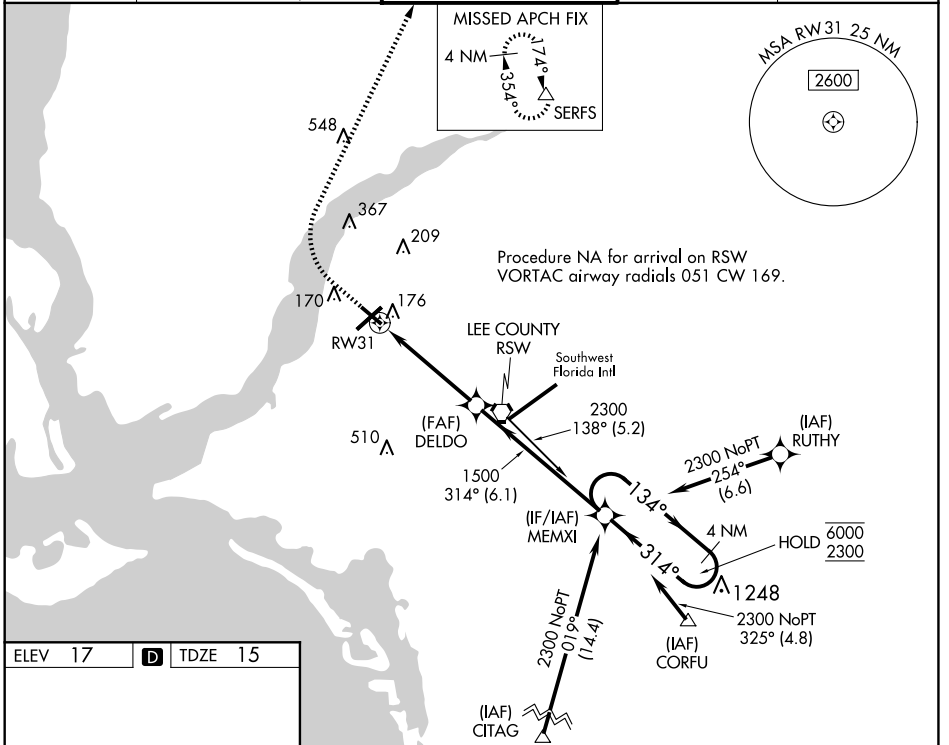 MISSED APCH FIX
4 NM
174°
354°
SERFS
MSA RW31 25 NM
2600
548
367
209
Procedure NA for arrival on RSW
VORTAC airway radials 051 CW 169.
170
176
RW31
LEE COUNTY
RSW
Southwest
Florida Intl
(FAF)
DELDO
2300
138° (5.2)
510
1500
314° (6.1)
(IAF)
RUTHY
2300 NoPT
254°
(6.6)
(IF/IAF)
MEMXI
134°
4 NM
314°
HOLD
6000
2300
1248
2300 NoPT
325° (4.8)
(IAF)
CORFU
2300 NoPT
019°
(14.4)
(IAF)
CITAG
ELEV 17
D
TDZE 15